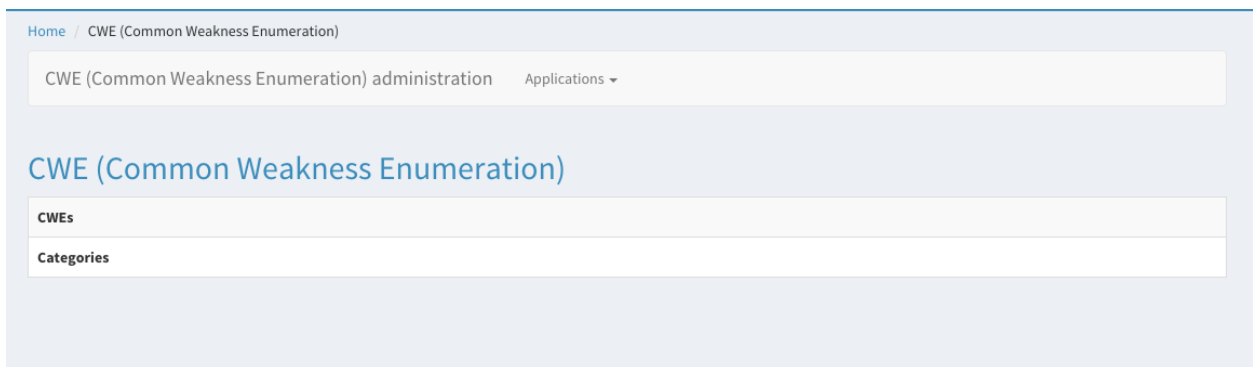 Home / CWE (Common Weakness Enumeration)
CWE (Common Weakness Enumeration) administration Applications
CWE (Common Weakness Enumeration)
CWEs
Categories